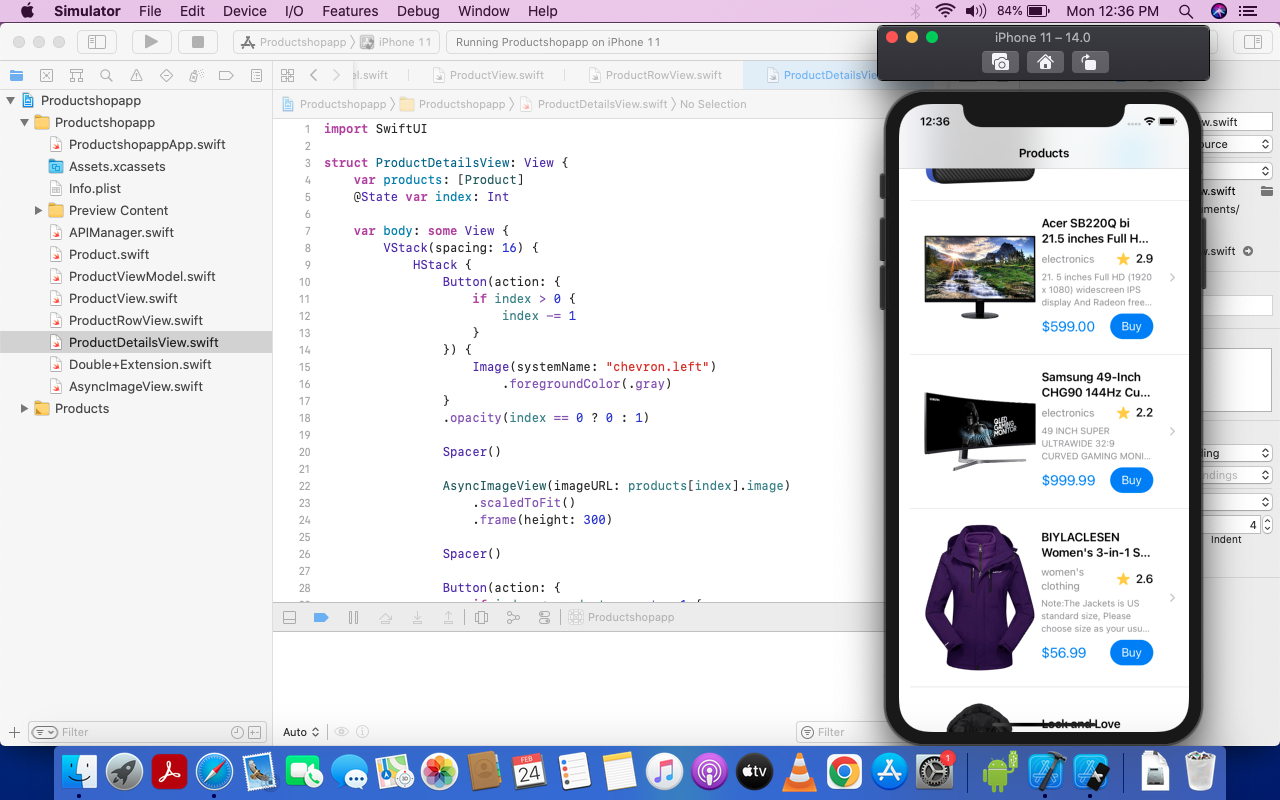 Simulator File Edit Device I/O Features Debug Window Help
84% Mon 12:36 PM
Productshopapp iPhone 11
Running Productshopapp on iPhone 11
iPhone 11 – 14.0
ProductView.swift
ProductRowView.swift
ProductDetailsView
Productshopapp
Productshopapp
ProductshopappApp.swift
Assets.xcassets
Info.plist
Preview Content
APIManager.swift
Product.swift
ProductViewModel.swift
ProductView.swift
ProductRowView.swift
ProductDetailsView.swift
Double+Extension.swift
AsyncImageView.swift
Products
Filter
Productshopapp Productshopapp ProductDetailsView.swift No Selection
1 import SwiftUI
2
3 struct ProductDetailsView: View {
4 var products: [Product]
5 @State var index: Int
6
7 var body: some View {
8 VStack(spacing: 16) {
9 HStack {
10 Button(action: {
11 if index > 0 {
12 index -= 1
13 }
14 }) {
15 Image(systemName: "chevron.left")
16 .foregroundColor(.gray)
17 }
18 .opacity(index == 0 ? 0 : 1)
19
20 Spacer()
21
22 AsyncImageView(imageURL: products[index].image)
23 .scaledToFit()
24 .frame(height: 300)
25
26 Spacer()
27
28 Button(action: {
Productshopapp
Auto
Filter
12:36
Products
Acer SB220Q bi
21.5 inches Full H...
electronics 2.9
21. 5 inches Full HD (1920
x 1080) widescreen IPS
display And Radeon free...
$599.00 Buy
SAMSUNG
QLED
GAMING
MONITOR
Samsung 49-Inch
CHG90 144Hz Cu...
electronics 2.2
49 INCH SUPER
ULTRAWIDE 32:9
CURVED GAMING MONI...
$999.99 Buy
BIYLACLESEN
Women's 3-in-1 S...
women's
clothing 2.6
Note:The Jackets is US
standard size, Please
choose size as your usu...
$56.99 Buy
Lock and Love
w.swift
ource
w.swift
ments/
w.swift
ling
ndings
4
Indent
FEB
24
tv
1